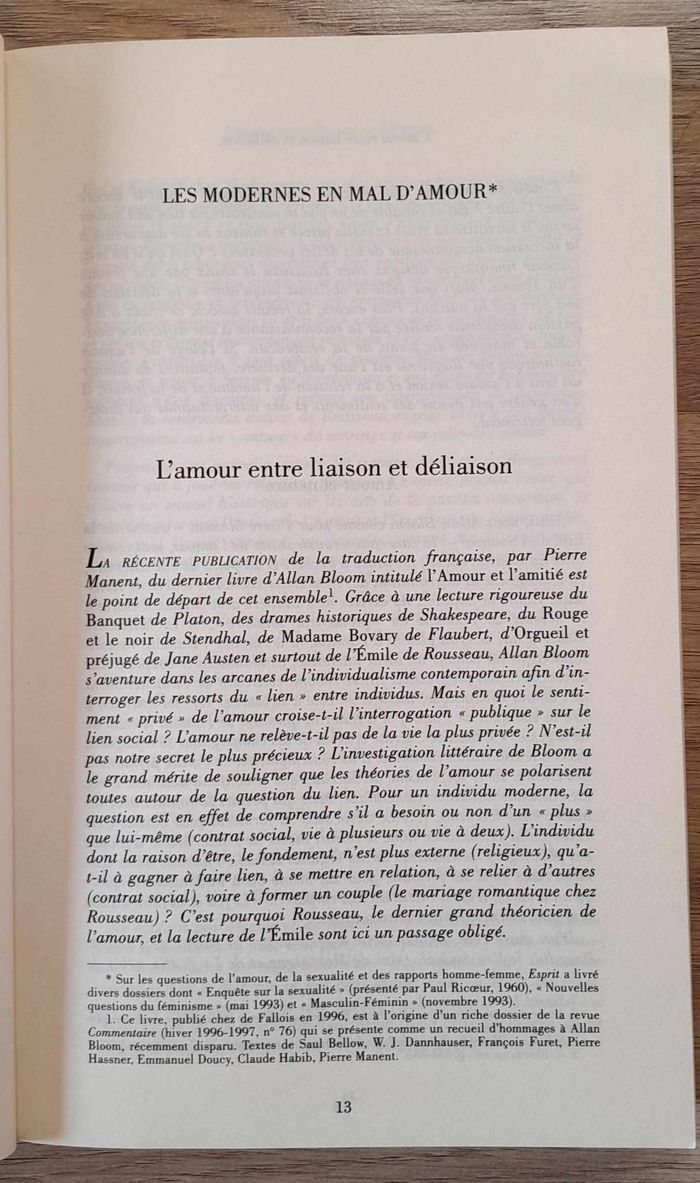 LES MODERNES EN MAL D'AMOUR*
L'amour entre liaison et déliaison
LA RÉCENTE PUBLICATION de la traduction française, par Pierre
Manent, du dernier livre d'Allan Bloom intitulé l'Amour et l'amitié est
le point de départ de cet ensemble¹. Grâce à une lecture rigoureuse du
Banquet de Platon, des drames historiques de Shakespeare, du Rouge
et le noir de Stendhal, de Madame Bovary de Flaubert, d'Orgueil et
préjugé de Jane Austen et surtout de l'Émile de Rousseau, Allan Bloom
s'aventure dans les arcanes de l'individualisme contemporain afin d'in-
terroger les ressorts du « lien » entre individus. Mais en quoi le senti-
ment « privé » de l'amour croise-t-il l'interrogation « publique » sur le
lien social ? L'amour ne relève-t-il pas de la vie la plus privée ? N'est-il
pas notre secret le plus précieux ? L'investigation littéraire de Bloom a
le grand mérite de souligner que les théories de l'amour se polarisent
toutes autour de la question du lien. Pour un individu moderne, la
question est en effet de comprendre s'il a besoin ou non d'un « plus »
que lui-même (contrat social, vie à plusieurs ou vie à deux). L'individu
dont la raison d'être, le fondement, n'est plus externe (religieux), qu'a-
t-il à gagner à faire lien, à se mettre en relation, à se relier à d'autres
(contrat social), voire à former un couple (le mariage romantique chez
Rousseau) ? C'est pourquoi Rousseau, le dernier grand théoricien de
l'amour, et la lecture de l'Émile sont ici un passage obligé.
* Sur les questions de l'amour, de la sexualité et des rapports homme-femme, Esprit a livré
divers dossiers dont « Enquête sur la sexualité » (présenté par Paul Ricœur, 1960), « Nouvelles
questions du féminisme » (mai 1993) et « Masculin-Féminin » (novembre 1993).
1. Ce livre, publié chez de Fallois en 1996, est à l'origine d'un riche dossier de la revue
Commentaire (hiver 1996-1997, n° 76) qui se présente comme un recueil d'hommages à Allan
Bloom, récemment disparu. Textes de Saul Bellow, W. J. Dannhauser, François Furet, Pierre
Hassner, Emmanuel Doucy, Claude Habib, Pierre Manent.
13